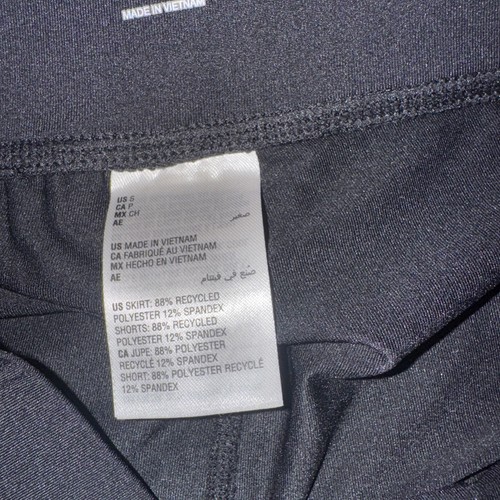 MADE IN VIETNAM
US S
CA P
MX CH
AE صغير
US MADE IN VIETNAM
CA FABRIQUÉ AU VIETNAM
MX HECHO EN VIETNAM
AE صُنع في فيتنام
US SKIRT: 88% RECYCLED
POLYESTER 12% SPANDEX
SHORTS: 88% RECYCLED
POLYESTER 12% SPANDEX
CA JUPE: 88% POLYESTER
RECYCLÉ 12% SPANDEX
SHORT: 88% POLYESTER RECYCLÉ
12% SPANDEX